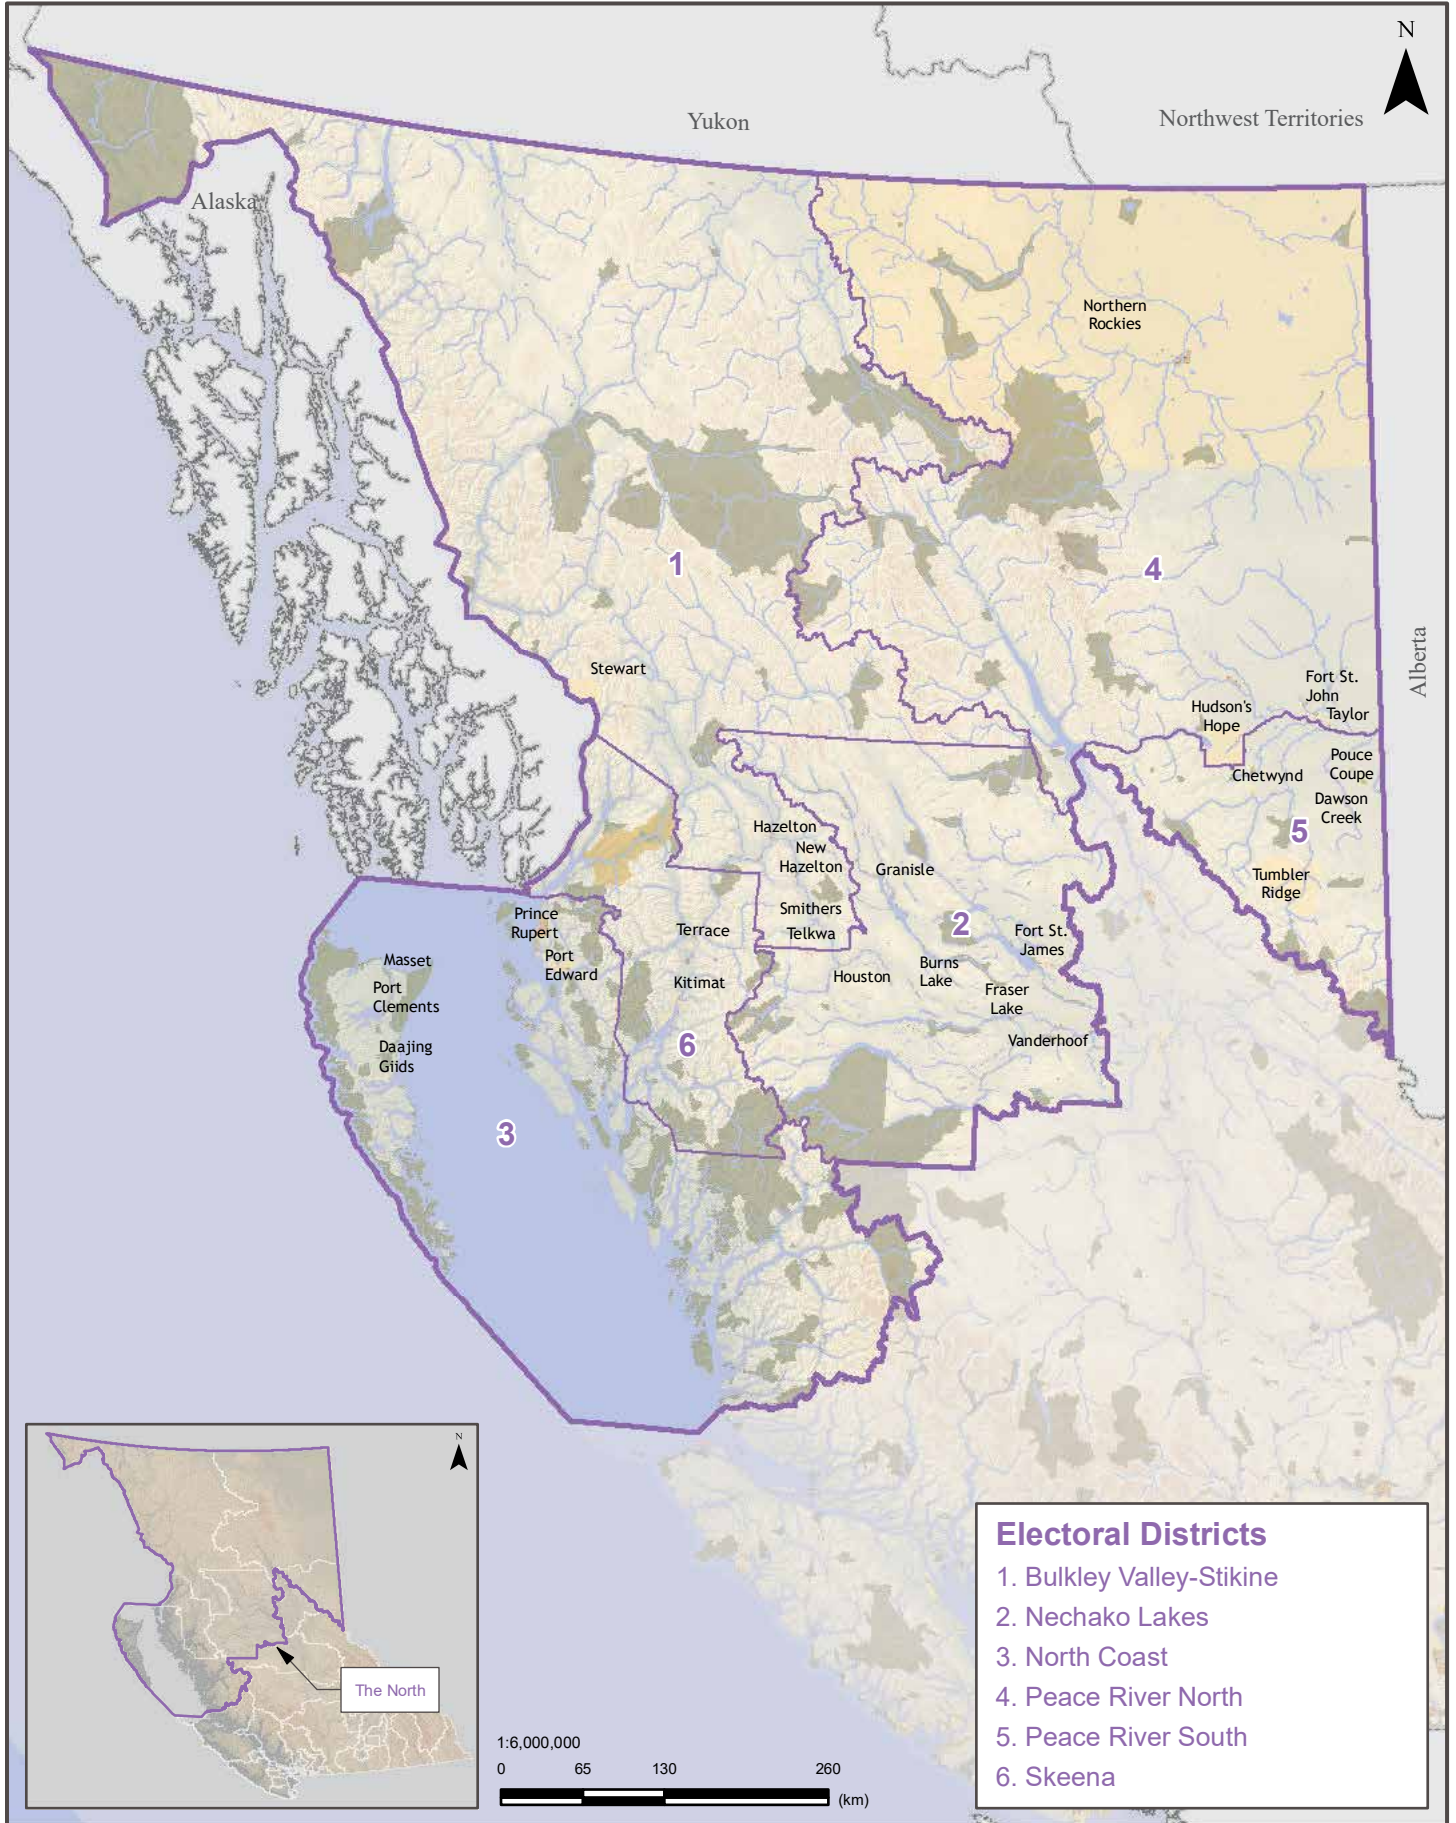 N
Yukon
Northwest Territories
Alaska
Northern
Rockies
1
4
Alberta
Stewart
Fort St.
John
Hudson's
Hope
Taylor
Pouce
Coupe
Chetwynd
Dawson
Creek
5
Hazelton
New
Hazelton
Granisle
Tumbler
Ridge
Prince
Rupert
Smithers
Telkwa
2
Terrace
Fort St.
James
Masset
Port
Edward
Burns
Lake
Houston
Kitimat
Port
Clements
Fraser
Lake
Daajing
Giids
6
Vanderhoof
3
N
The North
1:6,000,000
0 65 130 260
(km)
Electoral Districts
1. Bulkley Valley-Stikine
2. Nechako Lakes
3. North Coast
4. Peace River North
5. Peace River South
6. Skeena